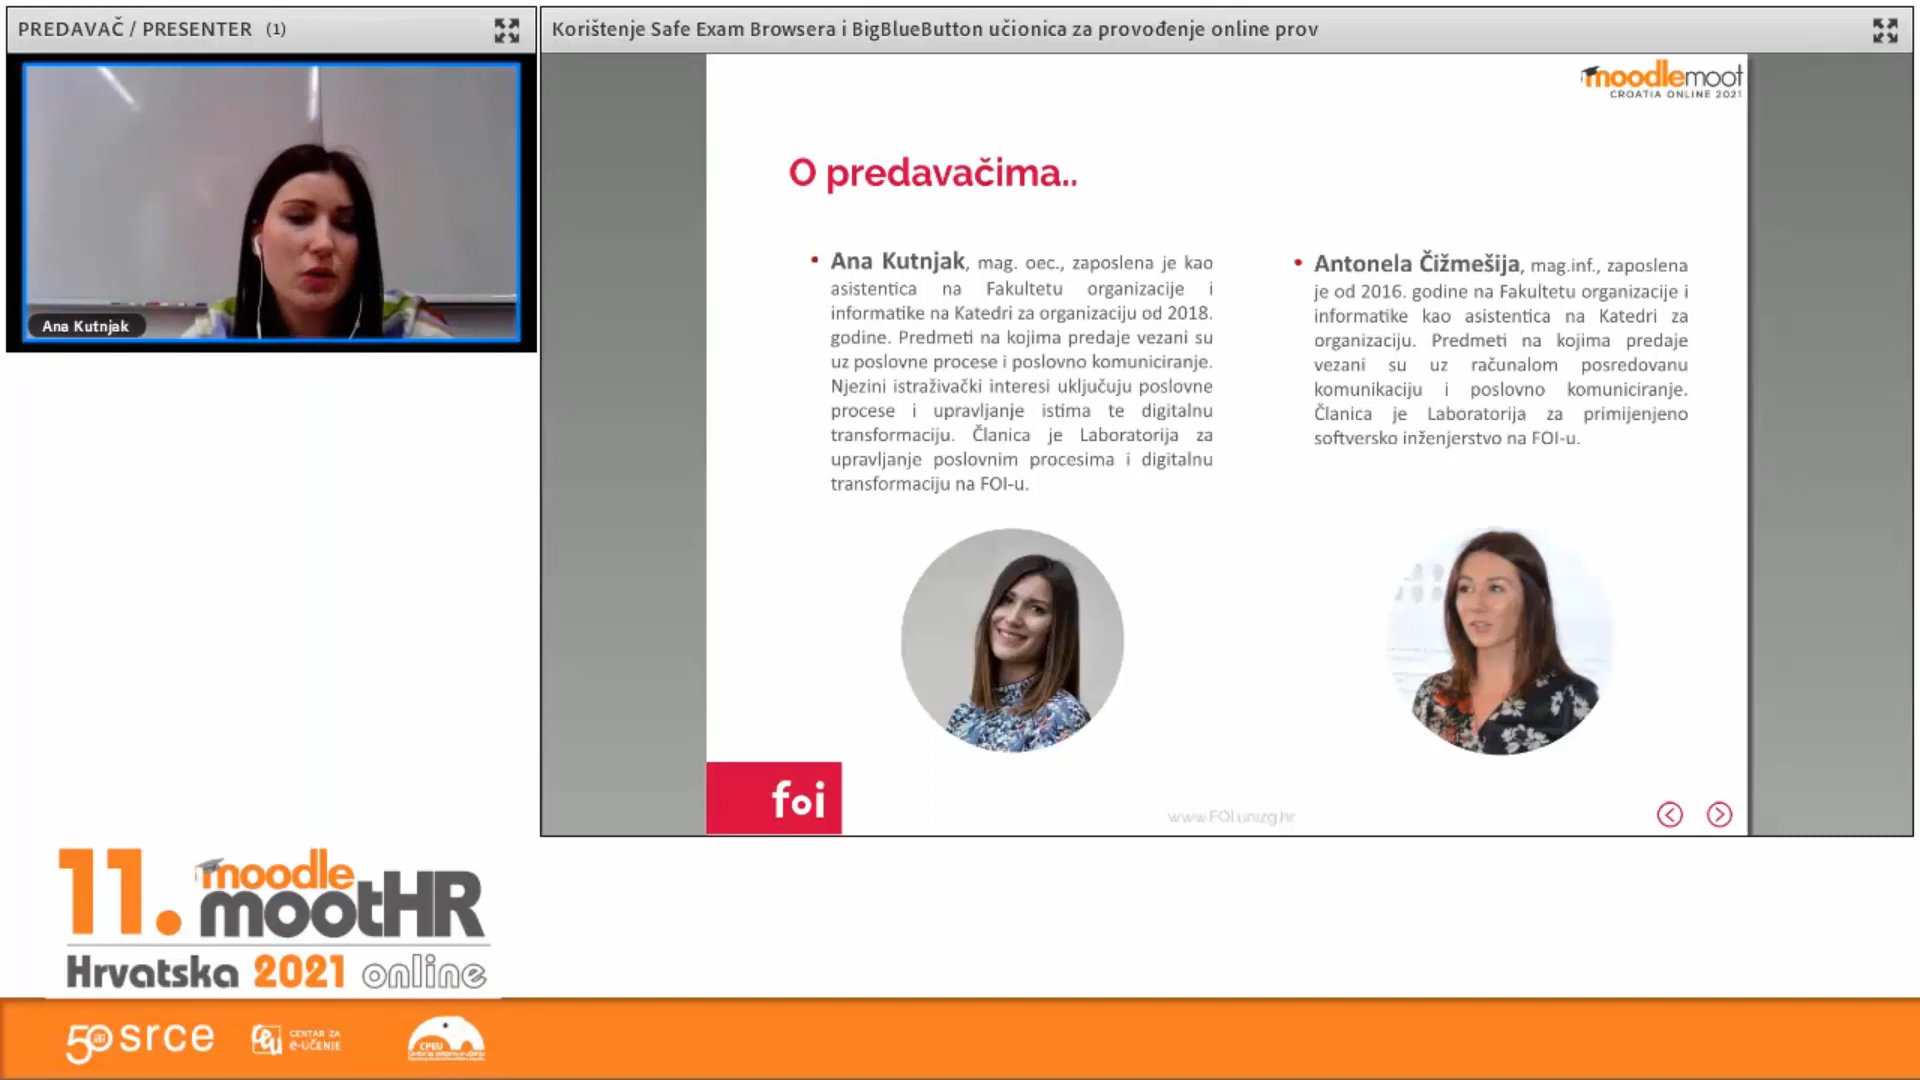 PREDAVAČ / PRESENTER (1)
Ana Kutnjak
Korištenje Safe Exam Browsera i BigBlueButton učionica za provođenje online prov
moodlemoot
CROATIA ONLINE 2021
O predavačima..
• Ana Kutnjak, mag. oec., zaposlena je kao
asistentica na Fakultetu organizacije i
informatike na Katedri za organizaciju od 2018.
godine. Predmeti na kojima predaje vezani su
uz poslovne procese i poslovno komuniciranje.
Njezini istraživački interesi uključuju poslovne
procese i upravljanje istima te digitalnu
transformaciju. Članica je Laboratorija za
upravljanje poslovnim procesima i digitalnu
transformaciju na FOI-u.
• Antonela Čižmešija, mag.inf., zaposlena
je od 2016. godine na Fakultetu organizacije i
informatike kao asistentica na Katedri za
organizaciju. Predmeti na kojima predaje
vezani su uz računalom posredovanu
komunikaciju i poslovno komuniciranje.
Članica je Laboratorija za primijenjeno
softversko inženjerstvo na FOI-u.
foi
www.FOI.unizg.hr
11. moodle
mootHR
Hrvatska 2021 online
50 srce
CENTAR ZA
e-UČENJE
CPEU